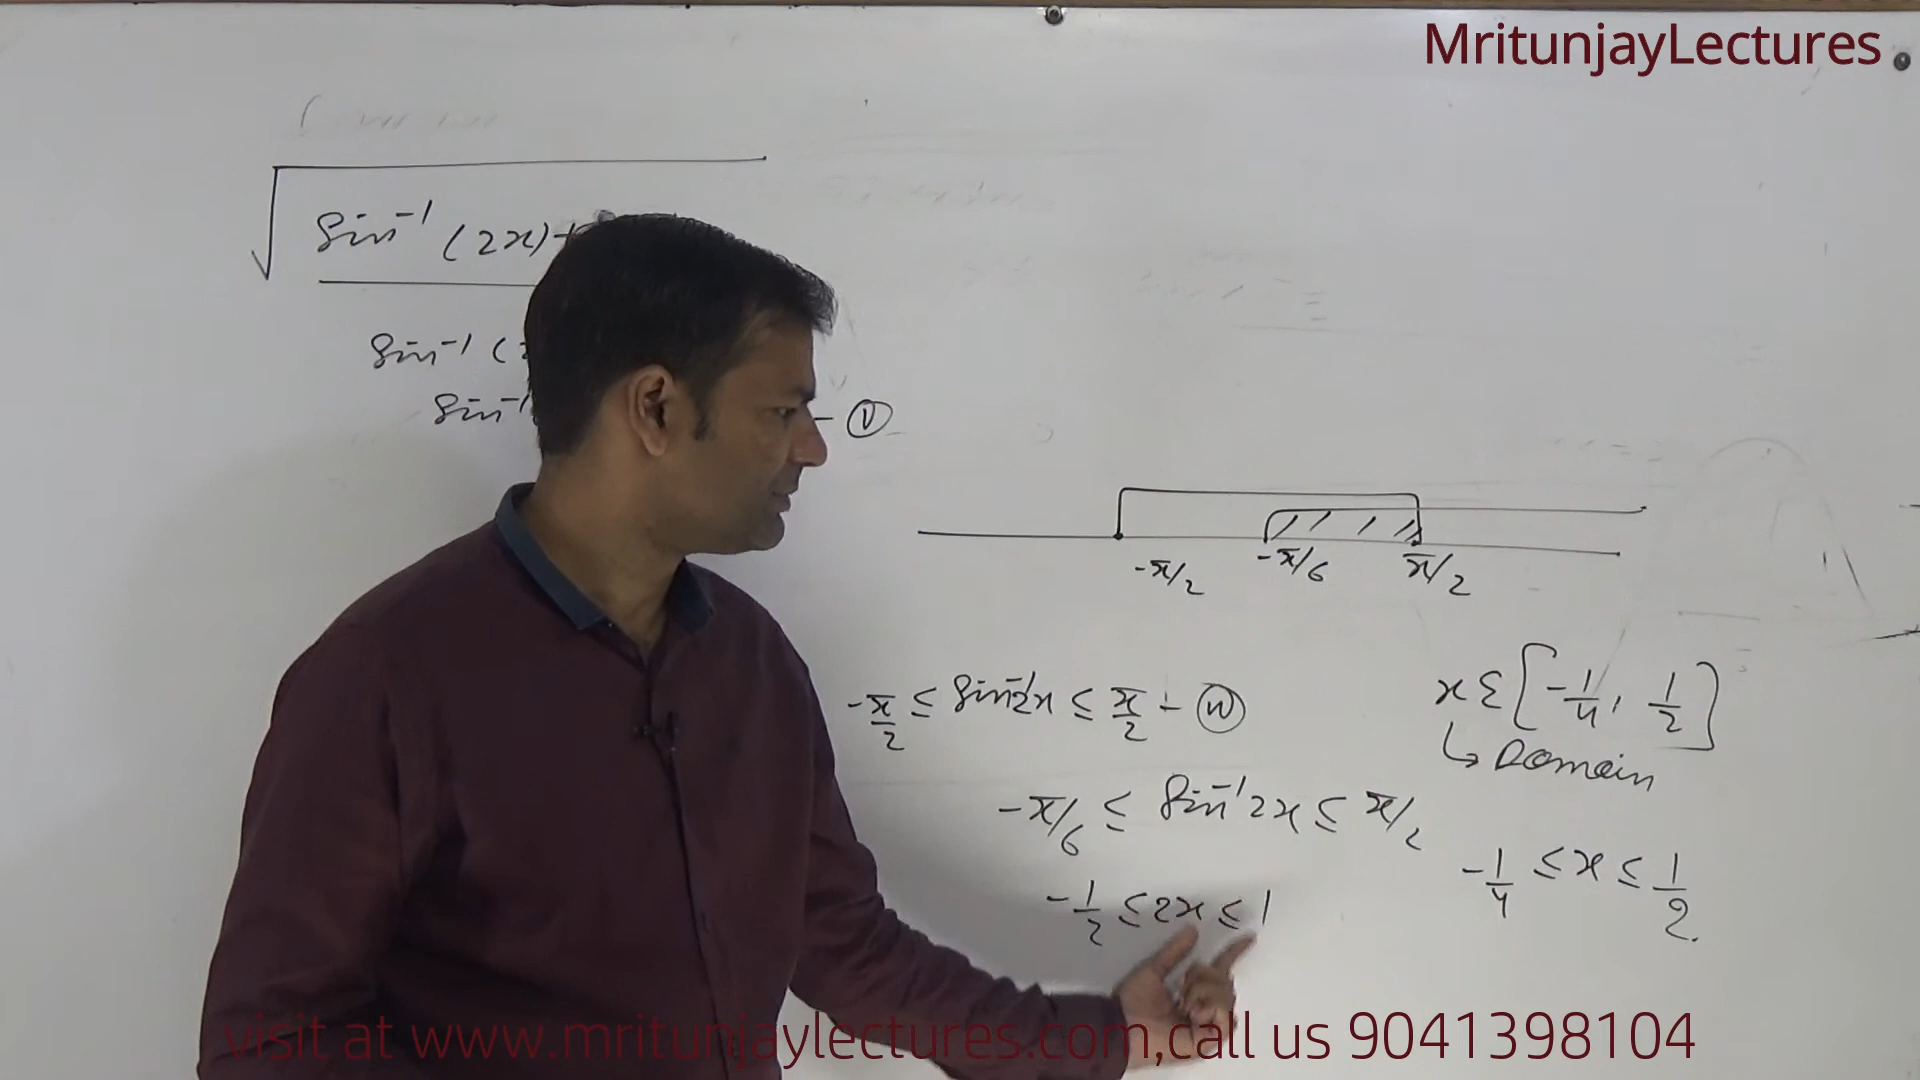 MritunjayLectures
√ sin⁻¹ (2x) +
sin⁻¹ (
sin⁻¹
- ⓥ
-π/2 -π/6 π/2
-π/2 ≤ sin⁻¹2x ≤ π/2 -
x ∈ [-1/4, 1/2]
↳ Domain
-π/6 ≤ sin⁻¹2x ≤ π/2
-1/4 ≤ x ≤ 1/2.
-1/2 ≤ 2x ≤ 1
visit at www.mritunjaylectures.com,call us 9041398104